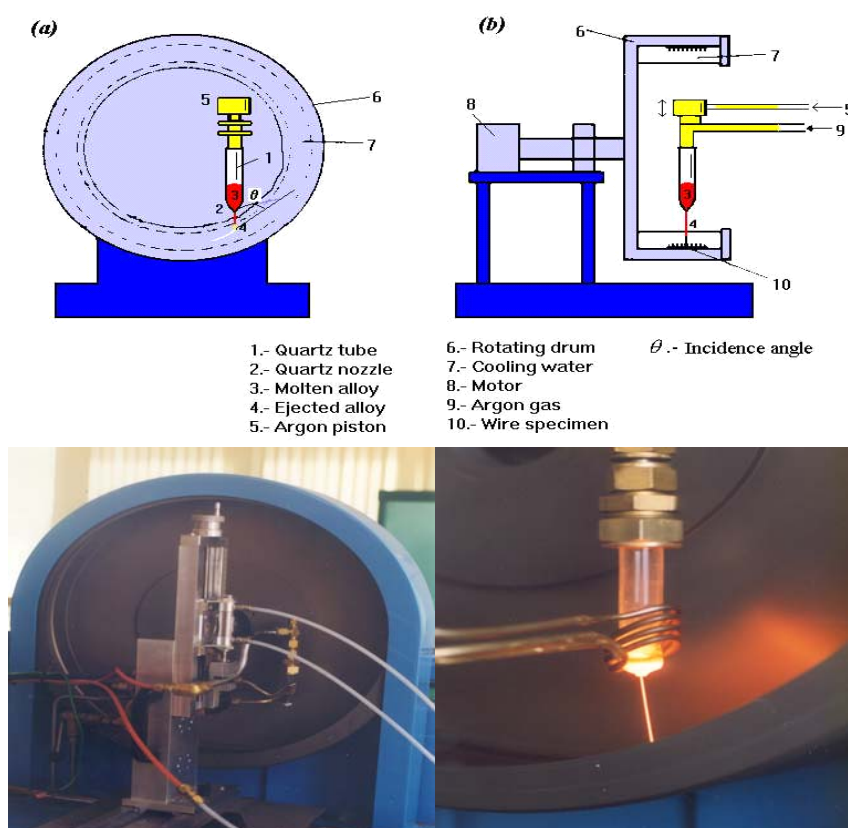 (a)
5
6
7
1
3
2
θ
4
(b)
6
7
8
5
9
3
4
10
1.- Quartz tube
2.- Quartz nozzle
3.- Molten alloy
4.- Ejected alloy
5.- Argon piston
6.- Rotating drum
7.- Cooling water
8.- Motor
9.- Argon gas
10.- Wire specimen
θ .- Incidence angle